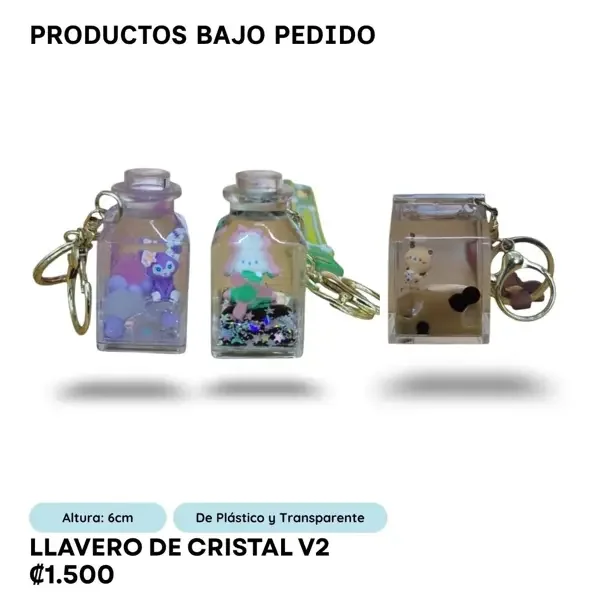 PRODUCTOS BAJO PEDIDO
Altura: 6cm
De Plástico y Transparente
LLAVERO DE CRISTAL V2
₡1.500